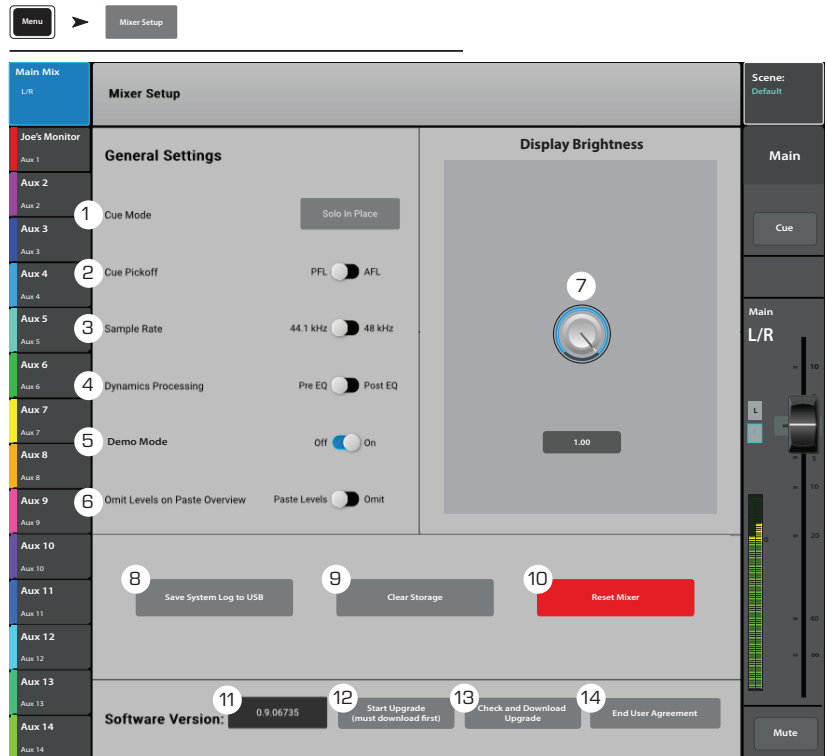 Menu
Mixer Setup
Main Mix
L/R
Mixer Setup
Scene:
Default
Joe's Monitor
Aux 1
Aux 2
Aux 2
Aux 3
Aux 3
Aux 4
Aux 4
Aux 5
Aux 5
Aux 6
Aux 6
Aux 7
Aux 7
Aux 8
Aux 8
Aux 9
Aux 9
Aux 10
Aux 10
Aux 11
Aux 11
Aux 12
Aux 12
Aux 13
Aux 13
Aux 14
Aux 14
General Settings
1 Cue Mode Solo In Place
2 Cue Pickoff PFL AFL
3 Sample Rate 44.1 kHz 48 kHz
4 Dynamics Processing Pre EQ Post EQ
5 Demo Mode Off On
6 Omit Levels on Paste Overview Paste Levels Omit
Display Brightness
7
1.00
8 Save System Log to USB
9 Clear Storage
10 Reset Mixer
Software Version:
11 0.9.06735
12 Start Upgrade
(must download first)
13 Check and Download
Upgrade
14 End User Agreement
Main
Cue
Main
L/R
10
L
5
10
0
20
40
∞
Mute